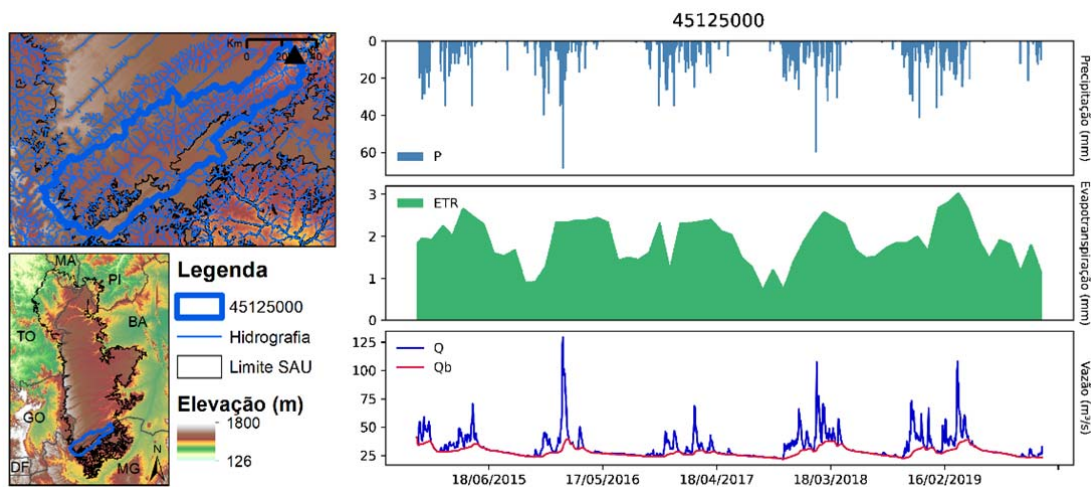 45125000
Km
0
20
40
MA
PI
BA
TO
GO
DF
MG
N
Legenda
45125000
Hidrografia
Limite SAU
Elevação (m)
1800
126
0
20
40
60
P
Precipitação (mm)
3
2
1
0
ETR
Evapotranspiração (mm)
125
100
75
50
25
Q
Qb
Vazão (m³/s)
18/06/2015
17/05/2016
18/04/2017
18/03/2018
16/02/2019